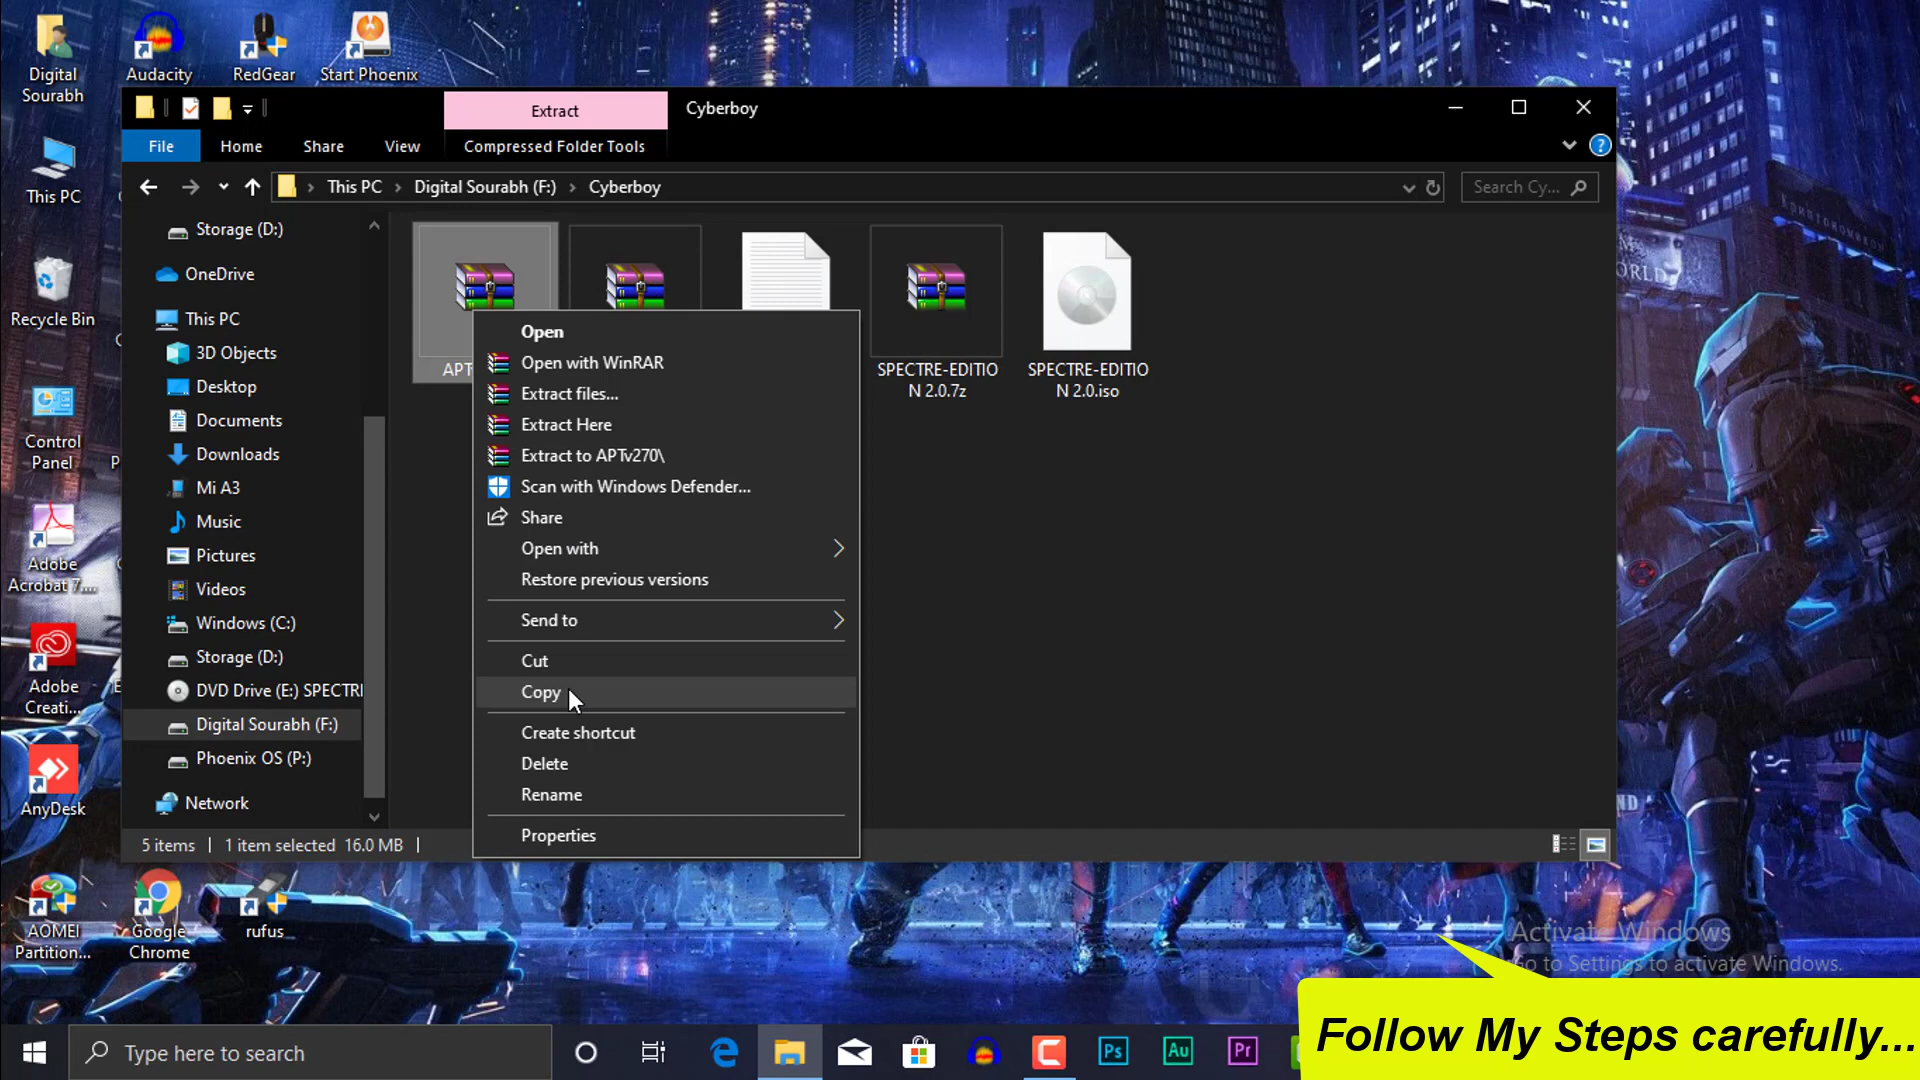 Digital
Sourabh
Audacity
RedGear
Start Phoenix
Extract
Cyberboy
File
Home
Share
View
Compressed Folder Tools
This PC
Digital Sourabh (F:)
Cyberboy
Search Cy...
This PC
Recycle Bin
Control
Panel
Adobe
Acrobat 7....
Adobe
Creati...
AnyDesk
Storage (D:)
OneDrive
This PC
3D Objects
Desktop
Documents
Downloads
Mi A3
Music
Pictures
Videos
Windows (C:)
Storage (D:)
DVD Drive (E:) SPECTRE
Digital Sourabh (F:)
Phoenix OS (P:)
Network
APT
SPECTRE-EDITIO
N 2.0.7z
SPECTRE-EDITIO
N 2.0.iso
Open
Open with WinRAR
Extract files...
Extract Here
Extract to APTv270\
Scan with Windows Defender...
Share
Open with
Restore previous versions
Send to
Cut
Copy
Create shortcut
Delete
Rename
Properties
5 items
1 item selected 16.0 MB
AOMEI
Partition...
Google
Chrome
rufus
Activate Windows
Go to Settings to activate Windows.
Type here to search
Ps
Au
Pr
Follow My Steps carefully...